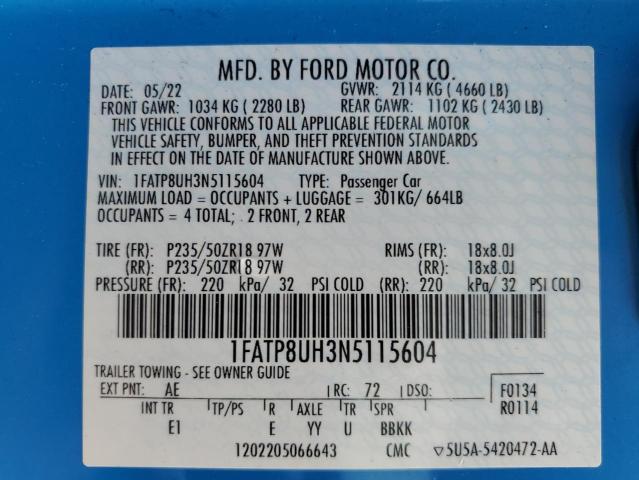 MFD. BY FORD MOTOR CO.
DATE: 05/22 GVWR: 2114 KG (4660 LB)
FRONT GAWR: 1034 KG (2280 LB) REAR GAWR: 1102 KG (2430 LB)
THIS VEHICLE CONFORMS TO ALL APPLICABLE FEDERAL MOTOR
VEHICLE SAFETY, BUMPER, AND THEFT PREVENTION STANDARDS
IN EFFECT ON THE DATE OF MANUFACTURE SHOWN ABOVE.
VIN: 1FATP8UH3N5115604 TYPE: Passenger Car
MAXIMUM LOAD = OCCUPANTS + LUGGAGE = 301KG/ 664LB
OCCUPANTS = 4 TOTAL; 2 FRONT, 2 REAR
TIRE (FR): P235/50ZR18 97W RIMS (FR): 18x8.0J
(RR): P235/50ZR18 97W (RR): 18x8.0J
PRESSURE (FR): 220 kPa/ 32 PSI COLD (RR): 220 kPa/ 32 PSI COLD
1FATP8UH3N5115604
TRAILER TOWING - SEE OWNER GUIDE
EXT PNT: AE RC: 72 DSO: F0134
R0114
INT TR TP/PS R AXLE TR SPR
E1 E YY U BBKK
1202205066643 CMC ▽5U5A-5420472-AA